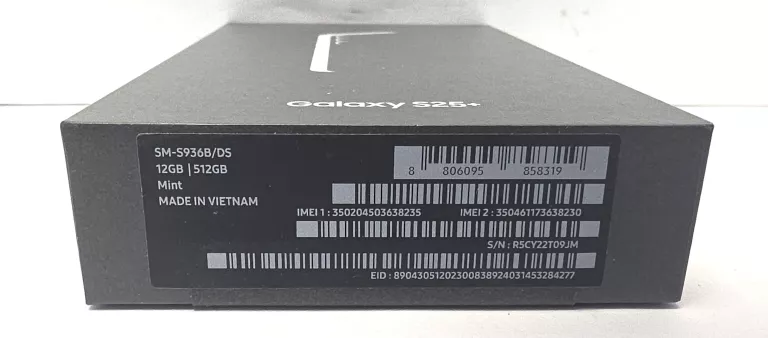 Galaxy S25+
SM-S936B/DS
12GB | 512GB
Mint
MADE IN VIETNAM
8 806095 858319
IMEI 1 : 350204503638235 IMEI 2 : 350461173638230
S/N : R5CY22T09JM
EID : 89043051202300838924031453284277